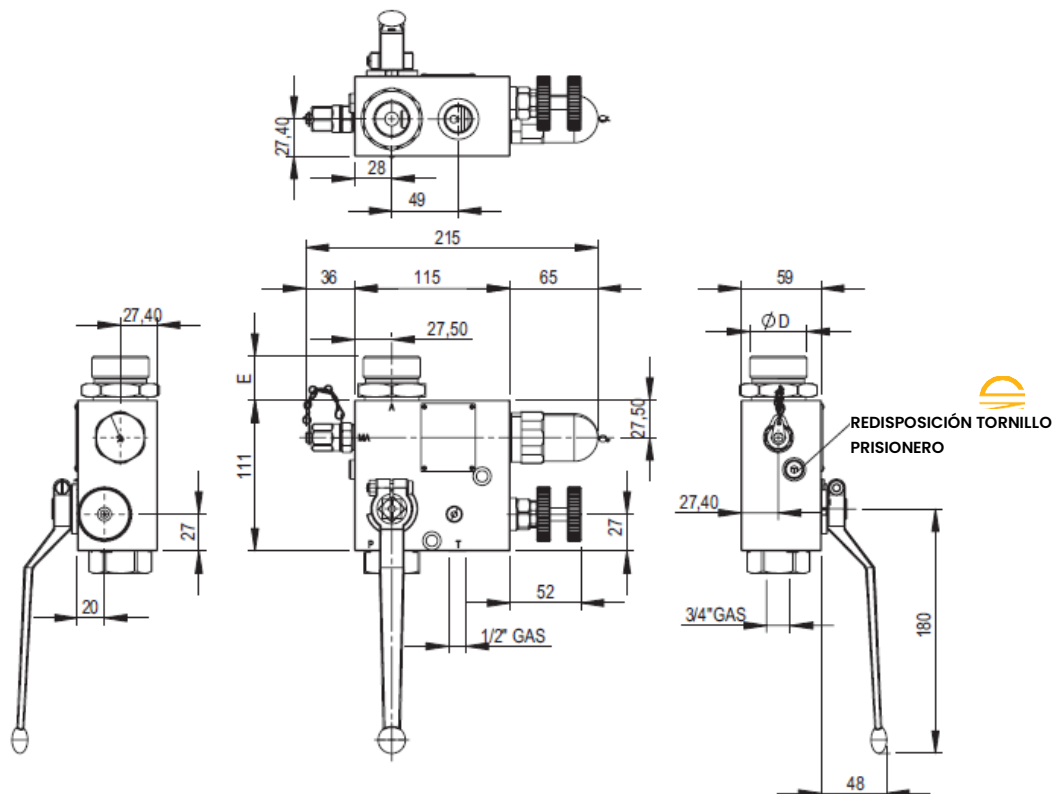 27,40
28
49
215
36
115
65
59
27,40
27,50
ØD
E
A
27,50
REDISPOSICIÓN TORNILLO
PRISIONERO
MA
111
27,40
27
27
P
T
20
52
3/4"GAS
1/2" GAS
180
48